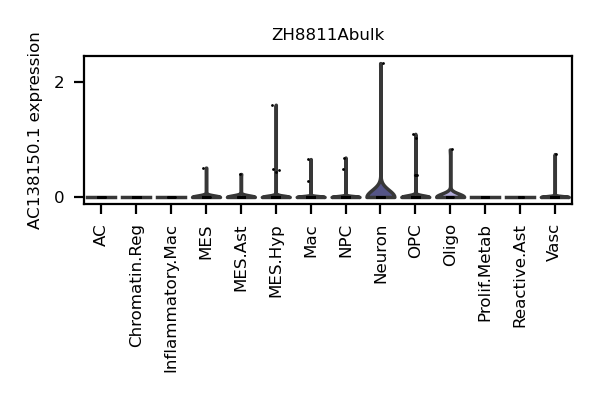 ZH8811Abulk
AC138150.1 expression
2
0
AC
Chromatin.Reg
Inflammatory.Mac
MES
MES.Ast
MES.Hyp
Mac
NPC
Neuron
OPC
Oligo
Prolif.Metab
Reactive.Ast
Vasc